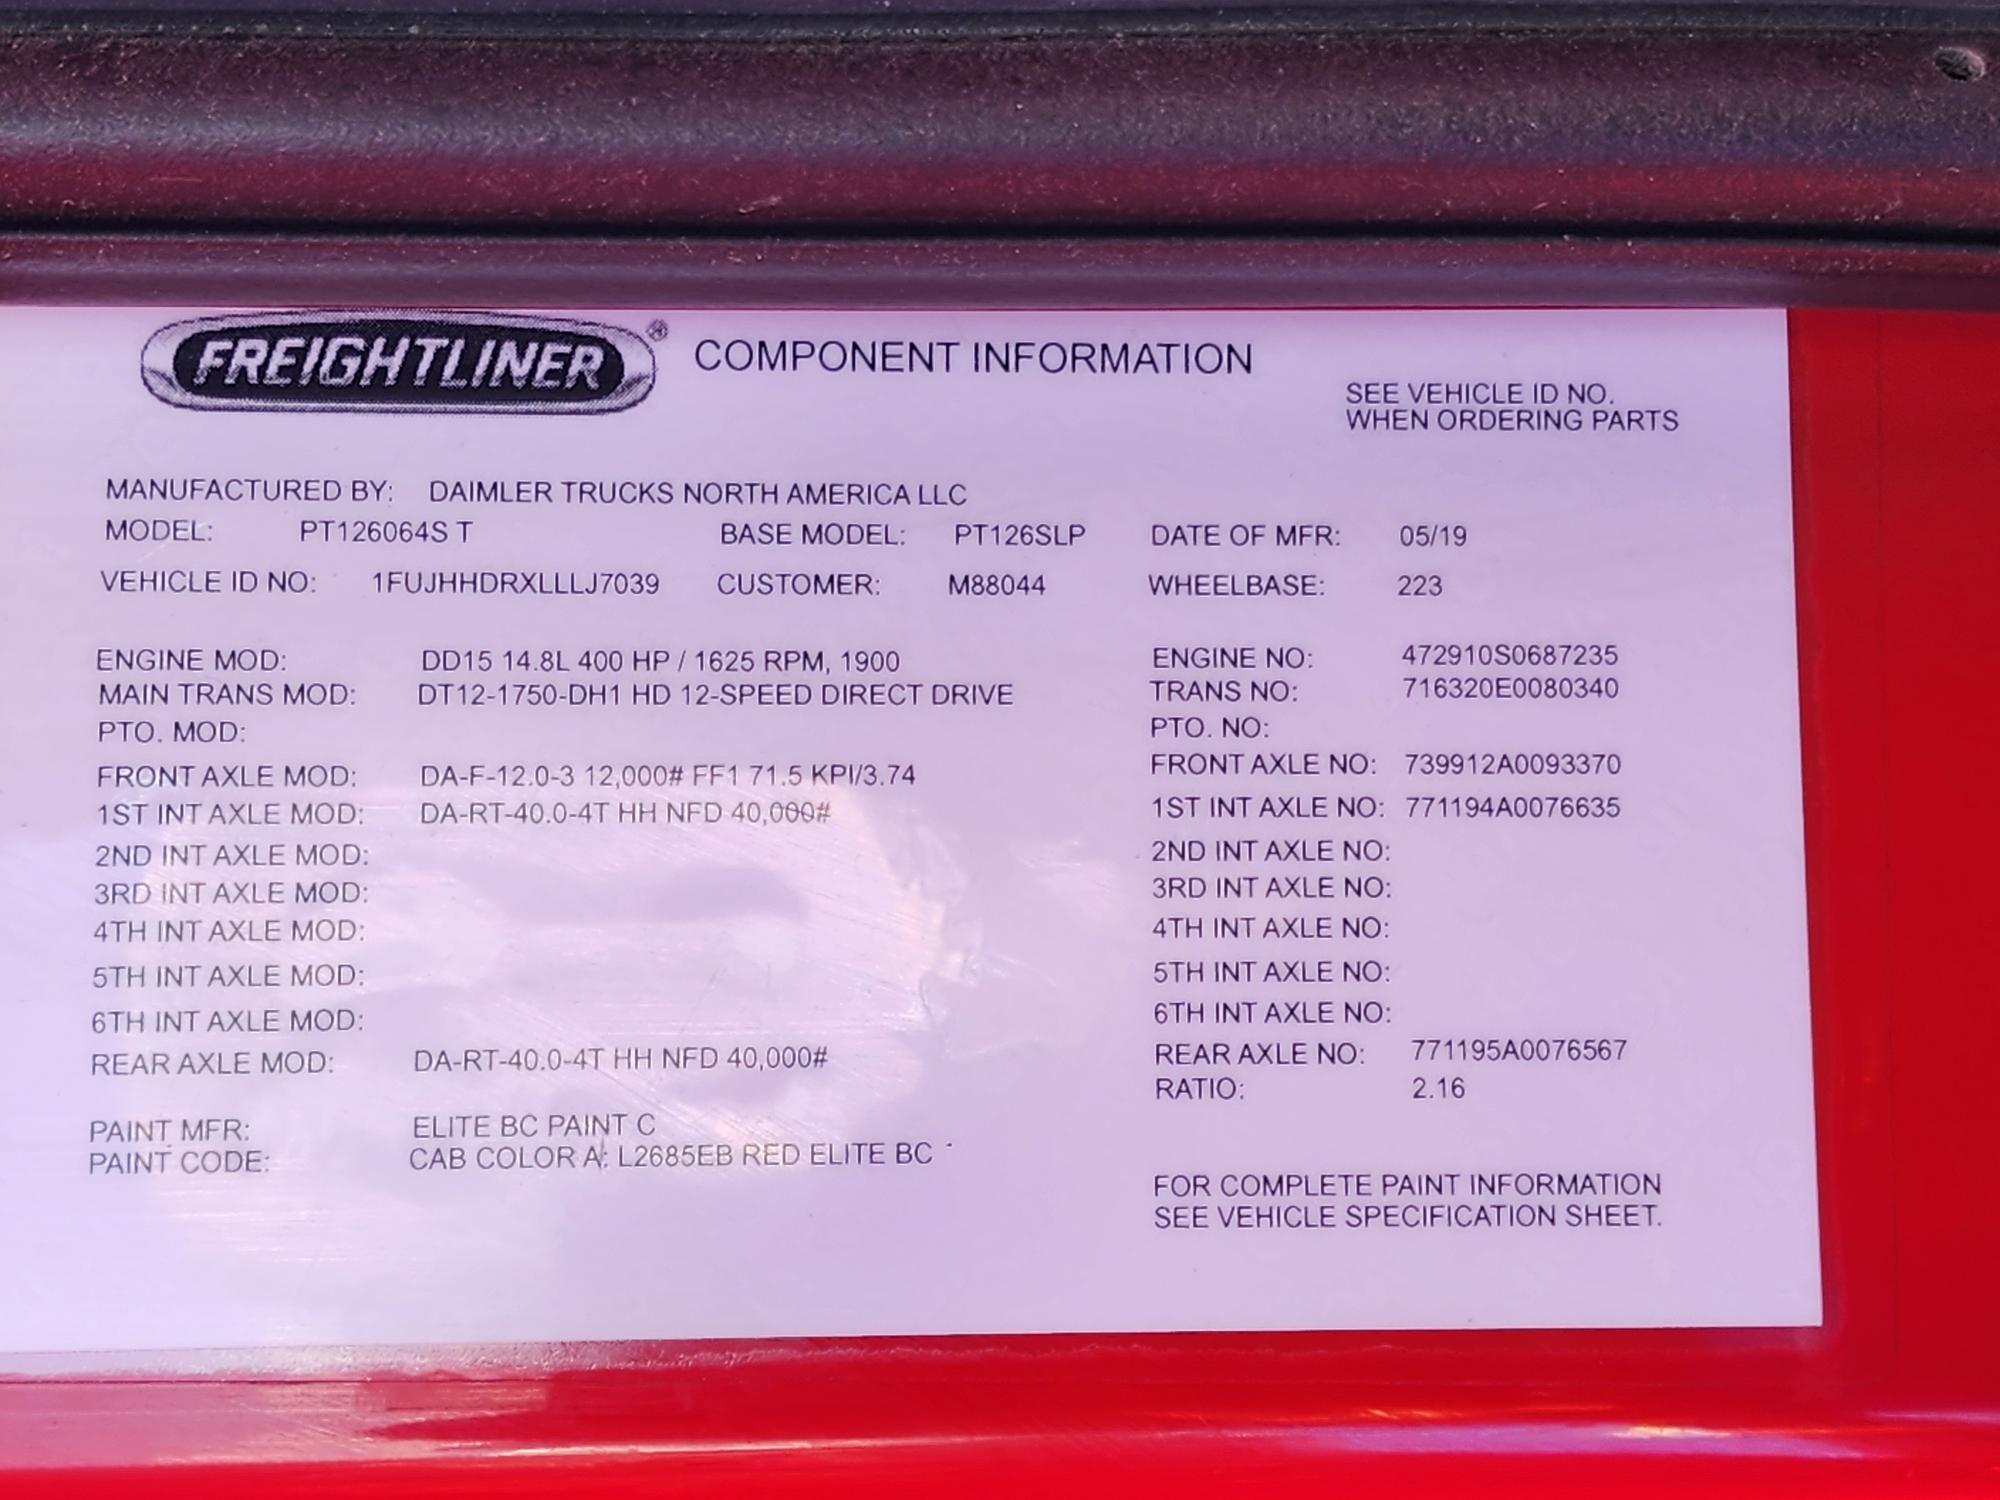 FREIGHTLINER® COMPONENT INFORMATION
SEE VEHICLE ID NO.
WHEN ORDERING PARTS
MANUFACTURED BY: DAIMLER TRUCKS NORTH AMERICA LLC
MODEL: PT126064S T BASE MODEL: PT126SLP DATE OF MFR: 05/19
VEHICLE ID NO: 1FUJHHDRXLLLJ7039 CUSTOMER: M88044 WHEELBASE: 223
ENGINE MOD: DD15 14.8L 400 HP / 1625 RPM, 1900 ENGINE NO: 472910S0687235
MAIN TRANS MOD: DT12-1750-DH1 HD 12-SPEED DIRECT DRIVE TRANS NO: 716320E0080340
PTO. MOD: PTO. NO:
FRONT AXLE MOD: DA-F-12.0-3 12,000# FF1 71.5 KPI/3.74 FRONT AXLE NO: 739912A0093370
1ST INT AXLE MOD: DA-RT-40.0-4T HH NFD 40,000# 1ST INT AXLE NO: 771194A0076635
2ND INT AXLE MOD: 2ND INT AXLE NO:
3RD INT AXLE MOD: 3RD INT AXLE NO:
4TH INT AXLE MOD: 4TH INT AXLE NO:
5TH INT AXLE MOD: 5TH INT AXLE NO:
6TH INT AXLE MOD: 6TH INT AXLE NO:
REAR AXLE MOD: DA-RT-40.0-4T HH NFD 40,000# REAR AXLE NO: 771195A0076567
RATIO: 2.16
PAINT MFR: ELITE BC PAINT C
PAINT CODE: CAB COLOR A: L2685EB RED ELITE BC
FOR COMPLETE PAINT INFORMATION
SEE VEHICLE SPECIFICATION SHEET.